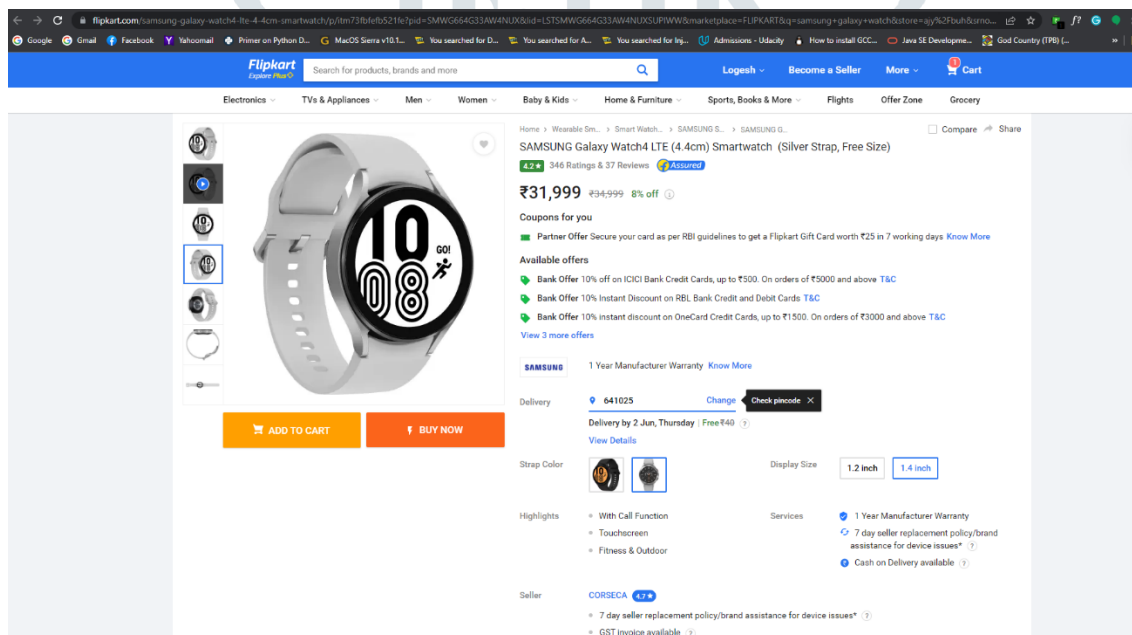 flipkart.com/samsung-galaxy-watch4-lte-4-4cm-smartwatch/p/itm73fbfefb521fe?pid=SMWG664G33AW4NUX&lid=LSTSMWG664G33AW4NUXSUPIWW&marketplace=FLIPKART&q=samsung+galaxy+watch&store=ajy%2Fbuh&srno...
Google Gmail Facebook Yahoomail Primer on Python D... MacOS Sierra v10.1... You searched for D... You searched for A... You searched for Inj... Admissions - Udacity How to install GCC... Java SE Developme... God Country (TPB) (... »
Flipkart
Explore Plus
Search for products, brands and more
Logesh Become a Seller More 1 Cart
Electronics TVs & Appliances Men Women Baby & Kids Home & Furniture Sports, Books & More Flights Offer Zone Grocery
Home > Wearable Sm... > Smart Watch... > SAMSUNG S... > SAMSUNG G...
Compare Share
SAMSUNG Galaxy Watch4 LTE (4.4cm) Smartwatch (Silver Strap, Free Size)
4.2★ 346 Ratings & 37 Reviews Assured
₹31,999 ₹34,999 8% off
Coupons for you
Partner Offer Secure your card as per RBI guidelines to get a Flipkart Gift Card worth ₹25 in 7 working days Know More
Available offers
Bank Offer 10% off on ICICI Bank Credit Cards, up to ₹500. On orders of ₹5000 and above T&C
Bank Offer 10% Instant Discount on RBL Bank Credit and Debit Cards T&C
Bank Offer 10% instant discount on OneCard Credit Cards, up to ₹1500. On orders of ₹3000 and above T&C
View 3 more offers
10 GO!
08
SAMSUNG 1 Year Manufacturer Warranty Know More
Delivery 641025 Change Check pincode X
Delivery by 2 Jun, Thursday | Free ₹40 ?
View Details
ADD TO CART BUY NOW
Strap Color
Display Size 1.2 inch 1.4 inch
Highlights
With Call Function
Touchscreen
Fitness & Outdoor
Services
1 Year Manufacturer Warranty
7 day seller replacement policy/brand
assistance for device issues* ?
Cash on Delivery available ?
Seller CORSECA 4.7★
7 day seller replacement policy/brand assistance for device issues* ?
GST invoice available ?